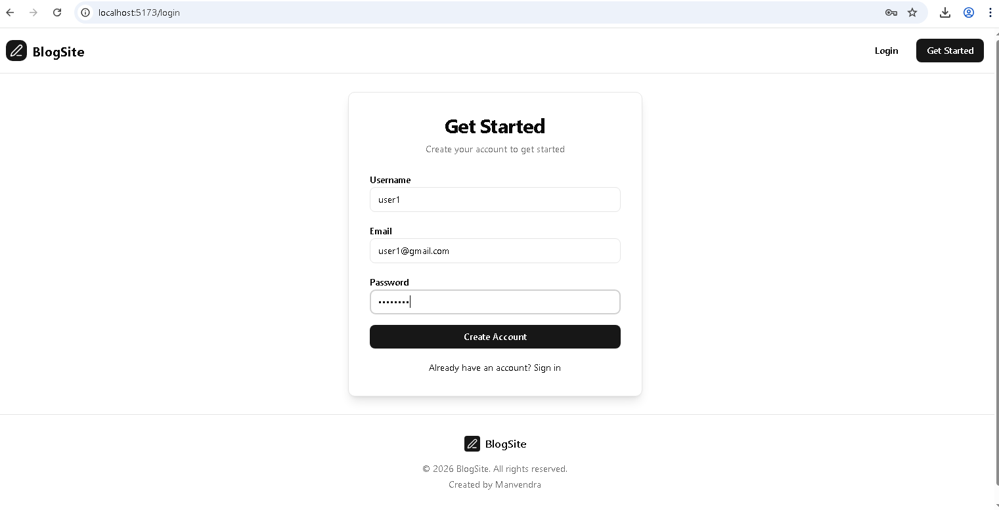 localhost:5173/login
BlogSite
Login
Get Started
Get Started
Create your account to get started
Username
user1
Email
user1@gmail.com
Password
••••••••
Create Account
Already have an account? Sign in
BlogSite
© 2026 BlogSite. All rights reserved.
Created by Manvendra